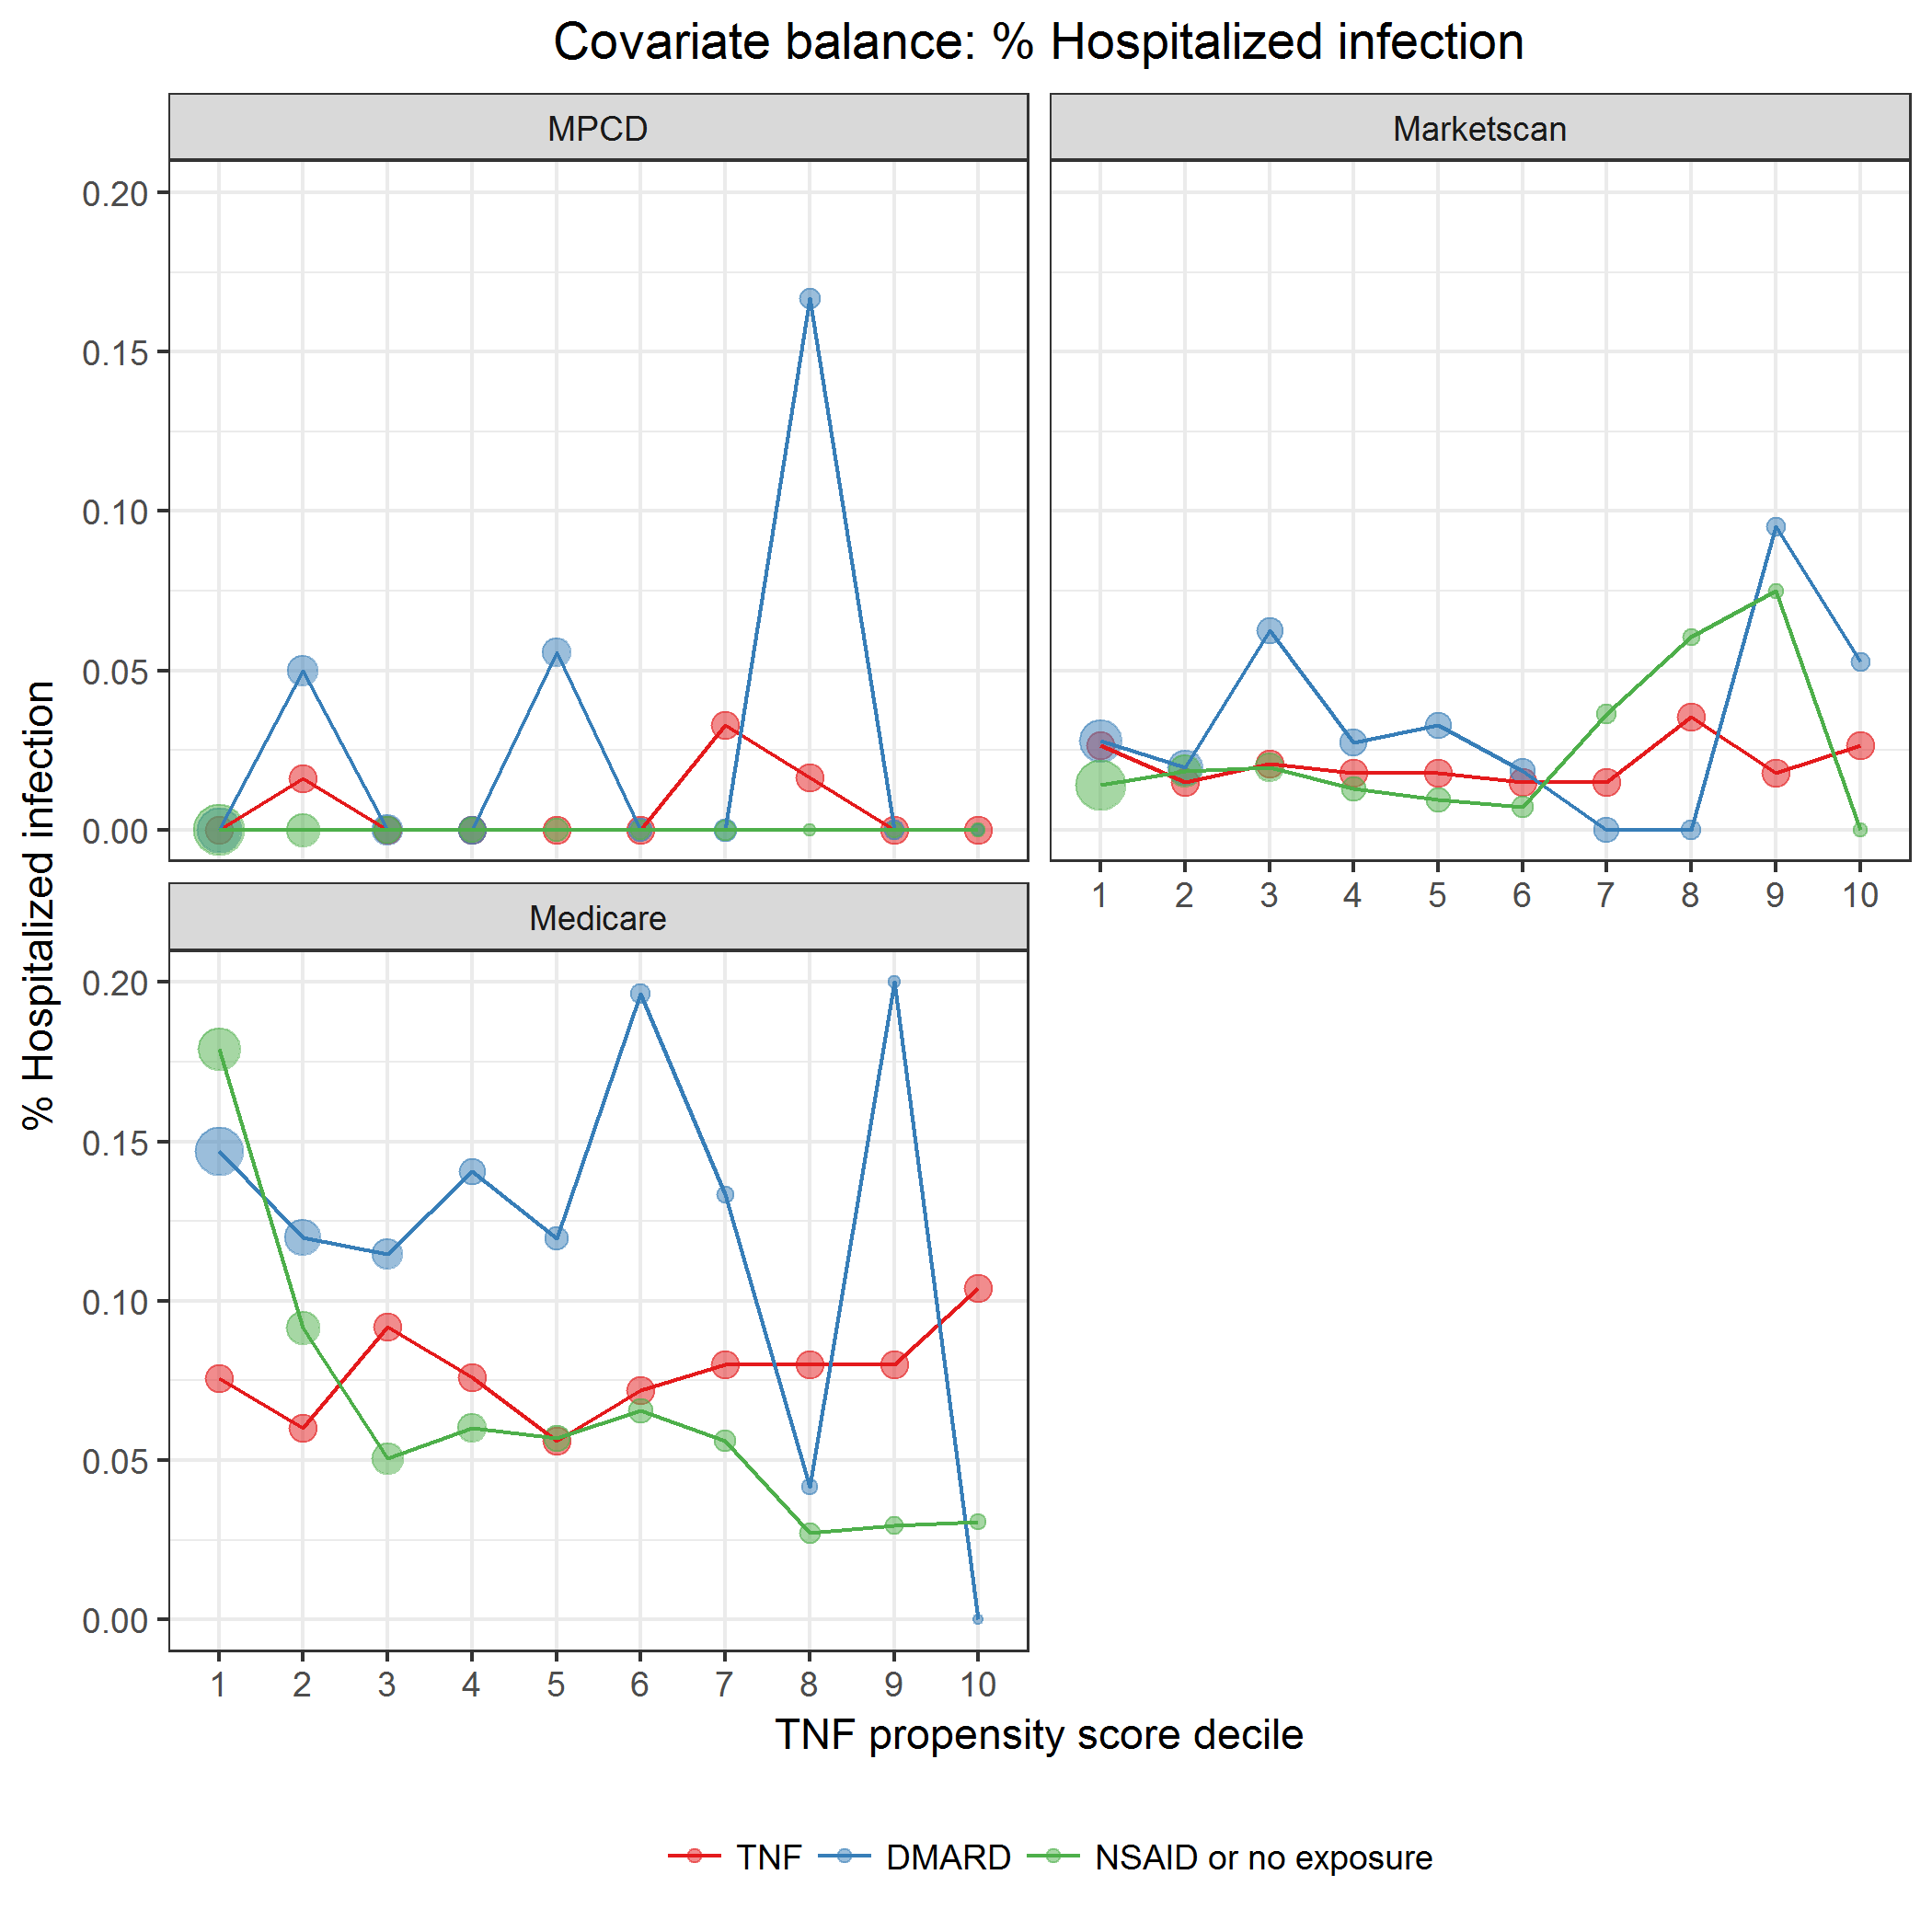 Covariate balance: % Hospitalized infection
MPCD
Marketscan
0.20
0.15
0.10
0.05
0.00
1 2 3 4 5 6 7 8 9 10
Medicare
0.20
0.15
0.10
0.05
0.00
1 2 3 4 5 6 7 8 9 10
% Hospitalized infection
TNF propensity score decile
TNF DMARD NSAID or no exposure